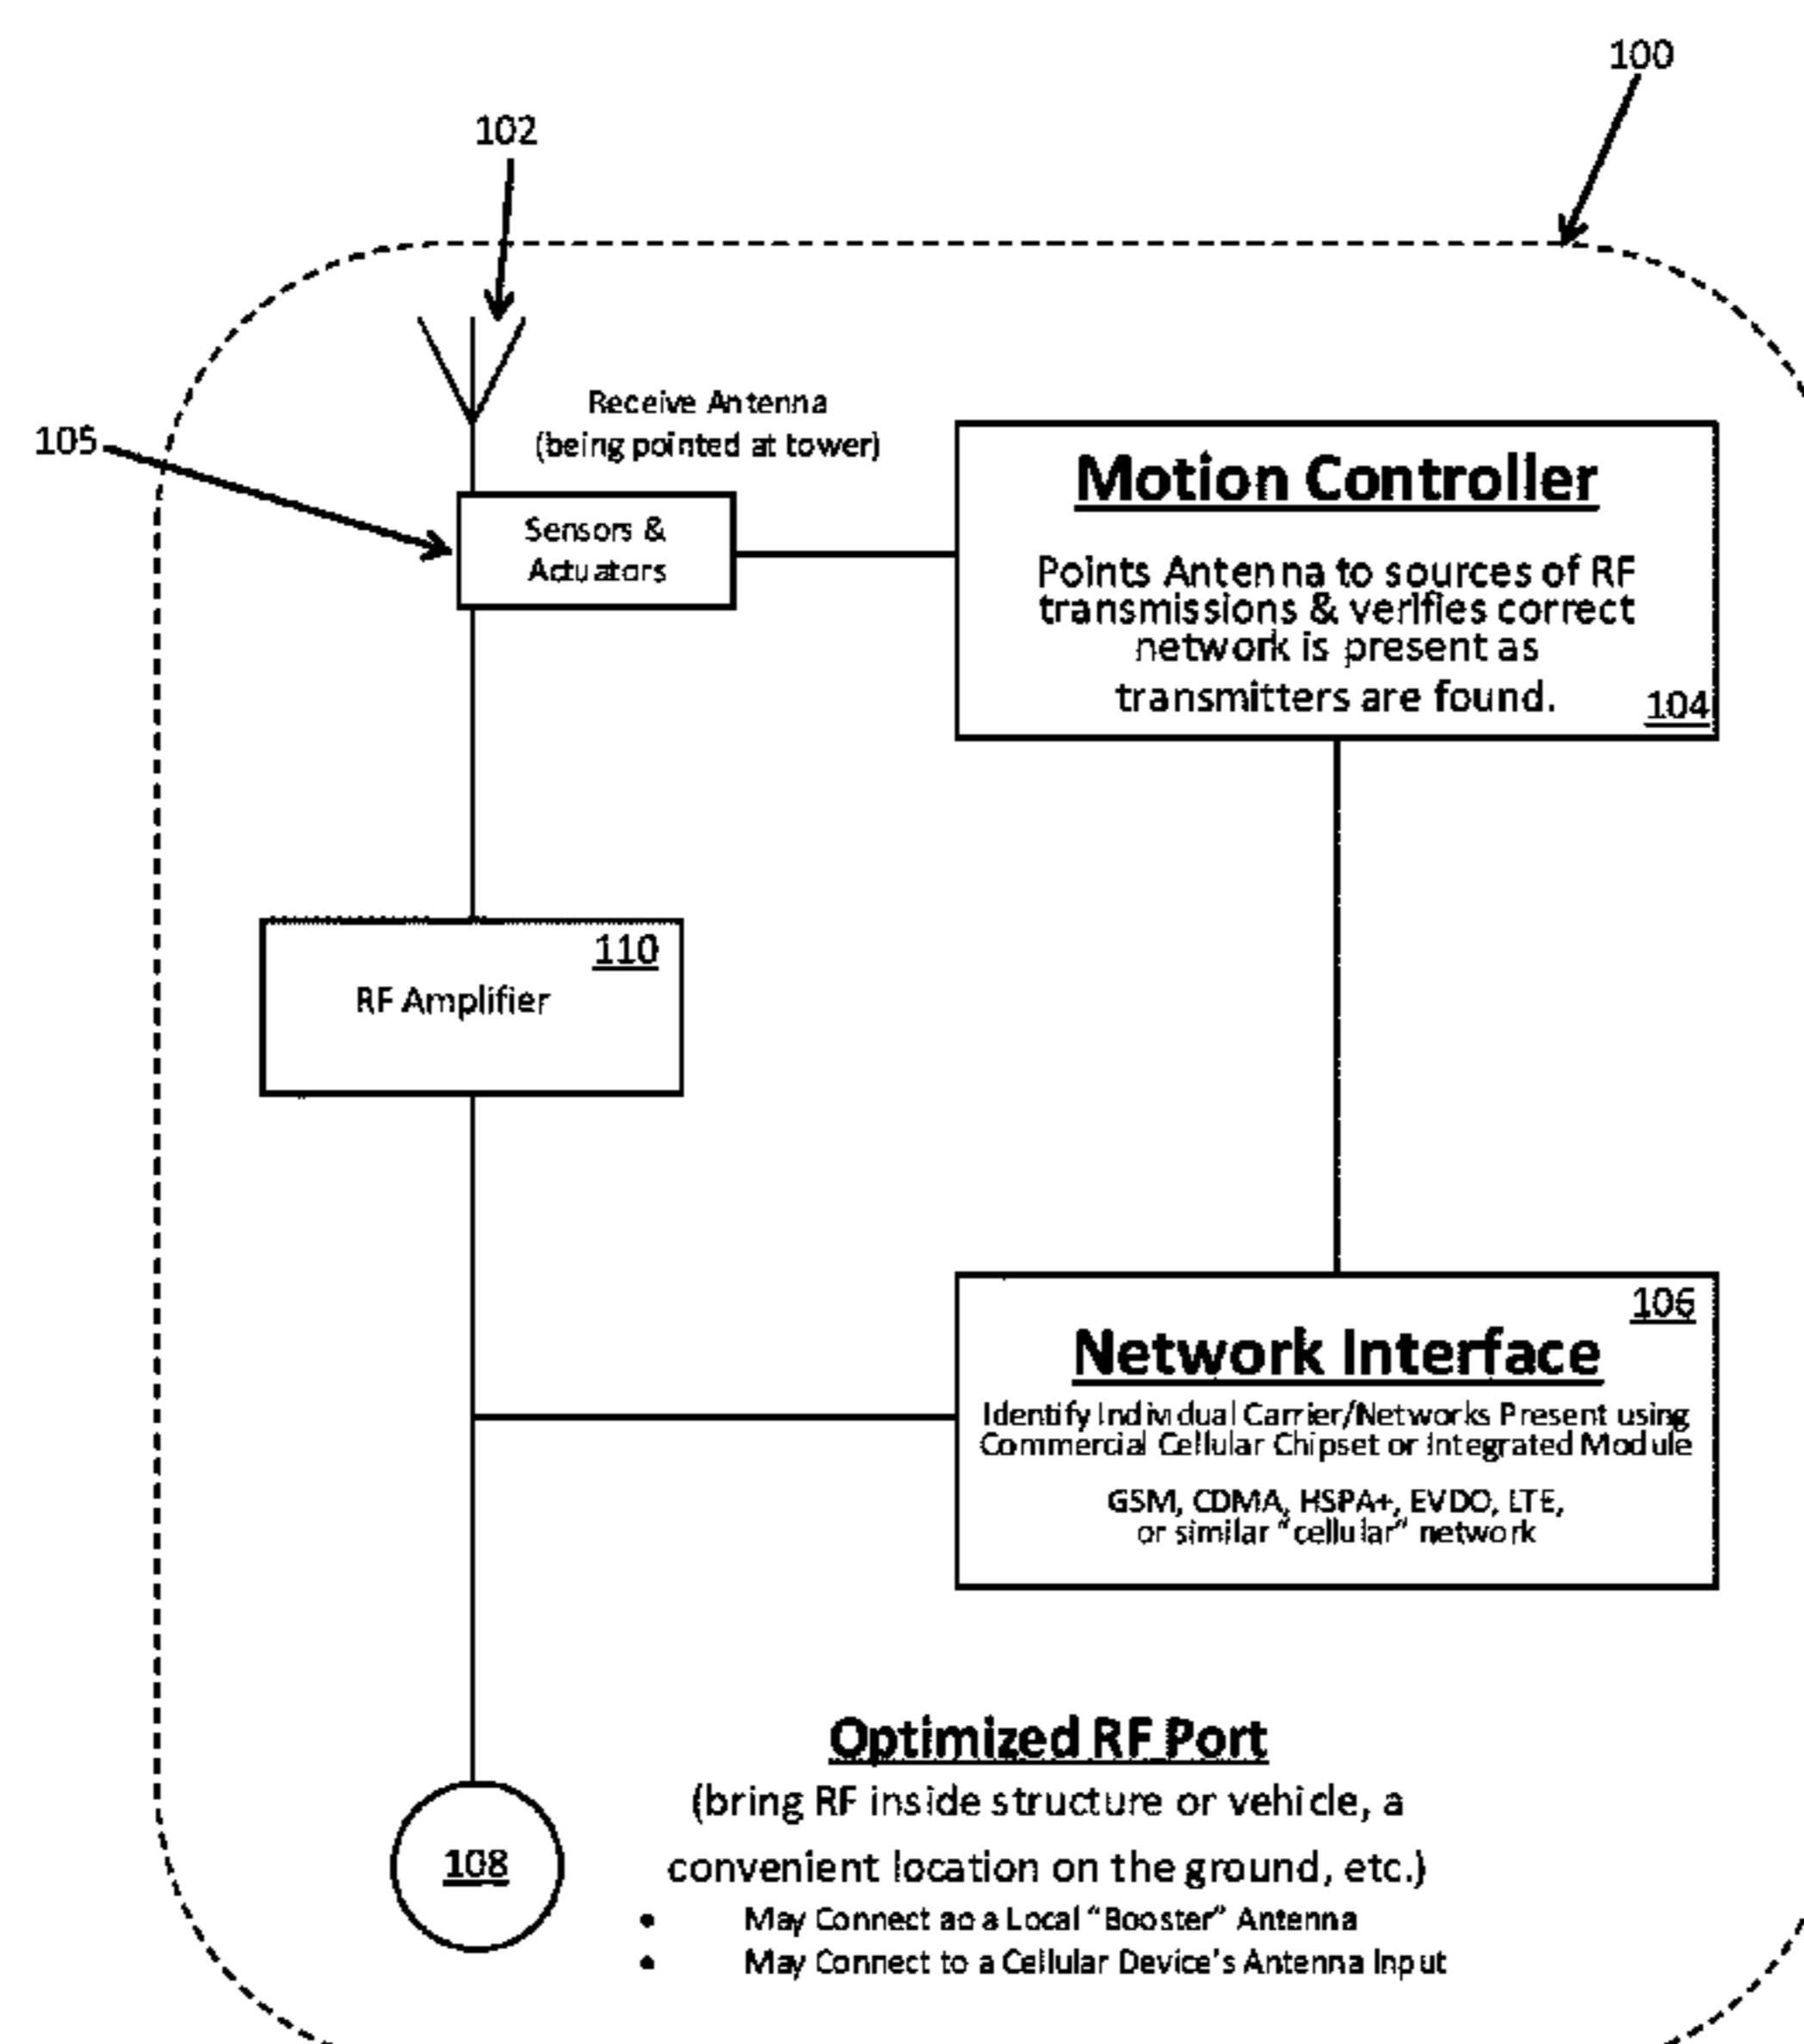 100
102
Receive Antenna
(being pointed at tower)
105
Sensors &
Actuators
Motion Controller
Points Antenna to sources of RF
transmissions & verifies correct
network is present as
transmitters are found.
104
110
RF Amplifier
106
Network Interface
Identify Individual Carrier/Networks Present using
Commercial Cellular Chipset or Integrated Module
GSM, CDMA, HSPA+, EVDO, LTE,
or similar “cellular” network
Optimized RF Port
(bring RF inside structure or vehicle, a
convenient location on the ground, etc.)
108
• May Connect ao a Local “Booster” Antenna
• May Connect to a Cellular Device's Antenna Input